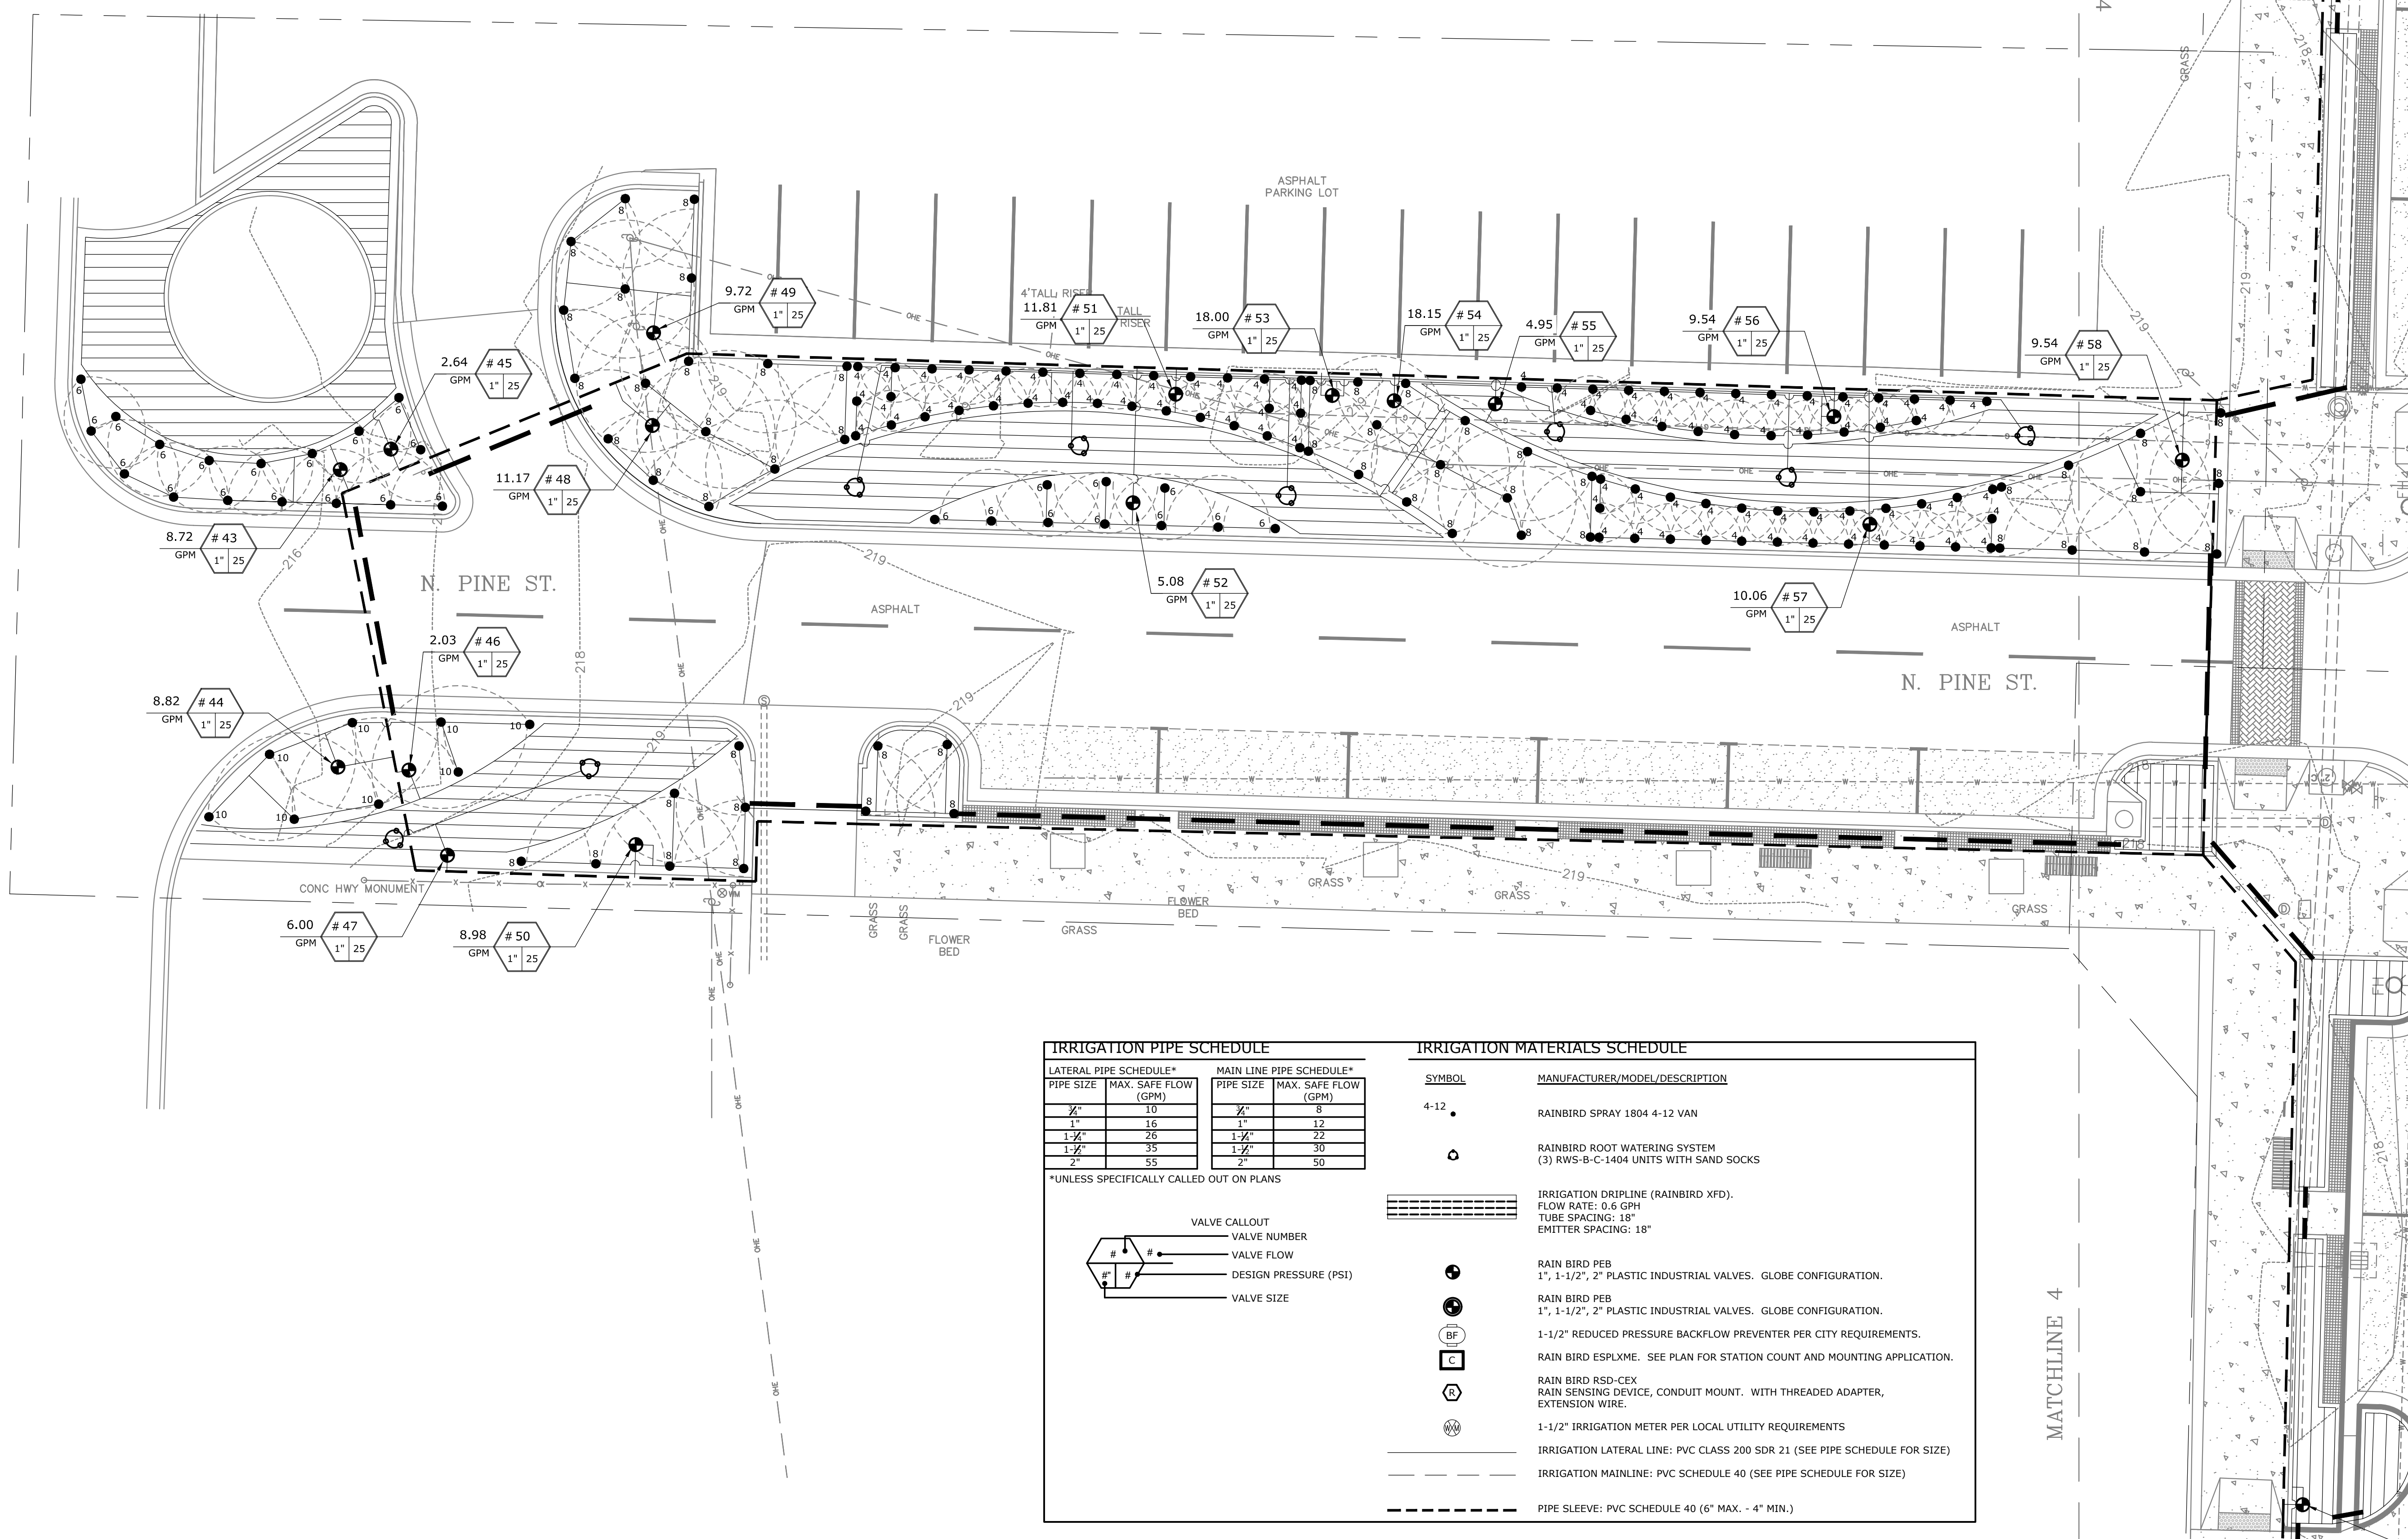 ASPHALT
PARKING LOT
GRASS
218
219
4'TALL RISER
TALL
RISER
9.72 GPM # 49 1" 25
11.81 GPM # 51 1" 25
18.00 GPM # 53 1" 25
18.15 GPM # 54 1" 25
4.95 GPM # 55 1" 25
9.54 GPM # 56 1" 25
9.54 GPM # 58 1" 25
2.64 GPM # 45 1" 25
11.17 GPM # 48 1" 25
8.72 GPM # 43 1" 25
5.08 GPM # 52 1" 25
10.06 GPM # 57 1" 25
OHE
216
219
N. PINE ST.
ASPHALT
ASPHALT
218
219
N. PINE ST.
2.03 GPM # 46 1" 25
8.82 GPM # 44 1" 25
219
218
CONC HWY MONUMENT
WM
219
GRASS
GRASS
GRASS
6.00 GPM # 47 1" 25
8.98 GPM # 50 1" 25
GRASS
GRASS
FLOWER
BED
GRASS
FLOWER
BED
FH
MATCHLINE 4
218
IRRIGATION PIPE SCHEDULE
LATERAL PIPE SCHEDULE*
PIPE SIZE MAX. SAFE FLOW
(GPM)
3/4" 10
1" 16
1-1/4" 26
1-1/2" 35
2" 55
MAIN LINE PIPE SCHEDULE*
PIPE SIZE MAX. SAFE FLOW
(GPM)
3/4" 8
1" 12
1-1/4" 22
1-1/2" 30
2" 50
*UNLESS SPECIFICALLY CALLED OUT ON PLANS
VALVE CALLOUT
VALVE NUMBER
VALVE FLOW
DESIGN PRESSURE (PSI)
VALVE SIZE
# #
#" #
IRRIGATION MATERIALS SCHEDULE
SYMBOL MANUFACTURER/MODEL/DESCRIPTION
4-12 RAINBIRD SPRAY 1804 4-12 VAN
RAINBIRD ROOT WATERING SYSTEM
(3) RWS-B-C-1404 UNITS WITH SAND SOCKS
IRRIGATION DRIPLINE (RAINBIRD XFD).
FLOW RATE: 0.6 GPH
TUBE SPACING: 18"
EMITTER SPACING: 18"
RAIN BIRD PEB
1", 1-1/2", 2" PLASTIC INDUSTRIAL VALVES. GLOBE CONFIGURATION.
RAIN BIRD PEB
1", 1-1/2", 2" PLASTIC INDUSTRIAL VALVES. GLOBE CONFIGURATION.
BF 1-1/2" REDUCED PRESSURE BACKFLOW PREVENTER PER CITY REQUIREMENTS.
C RAIN BIRD ESPLXME. SEE PLAN FOR STATION COUNT AND MOUNTING APPLICATION.
RAIN BIRD RSD-CEX
R RAIN SENSING DEVICE, CONDUIT MOUNT. WITH THREADED ADAPTER,
EXTENSION WIRE.
WM 1-1/2" IRRIGATION METER PER LOCAL UTILITY REQUIREMENTS
IRRIGATION LATERAL LINE: PVC CLASS 200 SDR 21 (SEE PIPE SCHEDULE FOR SIZE)
IRRIGATION MAINLINE: PVC SCHEDULE 40 (SEE PIPE SCHEDULE FOR SIZE)
PIPE SLEEVE: PVC SCHEDULE 40 (6" MAX. - 4" MIN.)